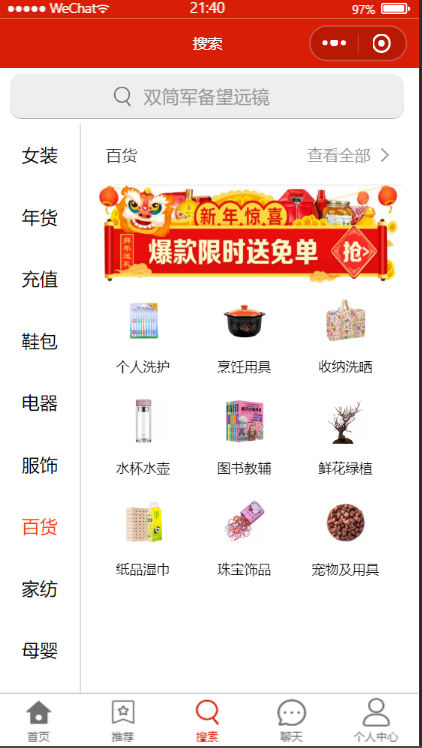 WeChat 21:40 97%
搜索
双筒军备望远镜
女装
年货
充值
鞋包
电器
服饰
百货
家纺
母婴
百货 查看全部
新年惊喜
拜年送礼
爆款限时送免单 抢>
个人洗护 烹饪用具 收纳洗晒
水杯水壶 图书教辅 鲜花绿植
纸品湿巾 珠宝饰品 宠物及用具
首页 推荐 搜索 聊天 个人中心